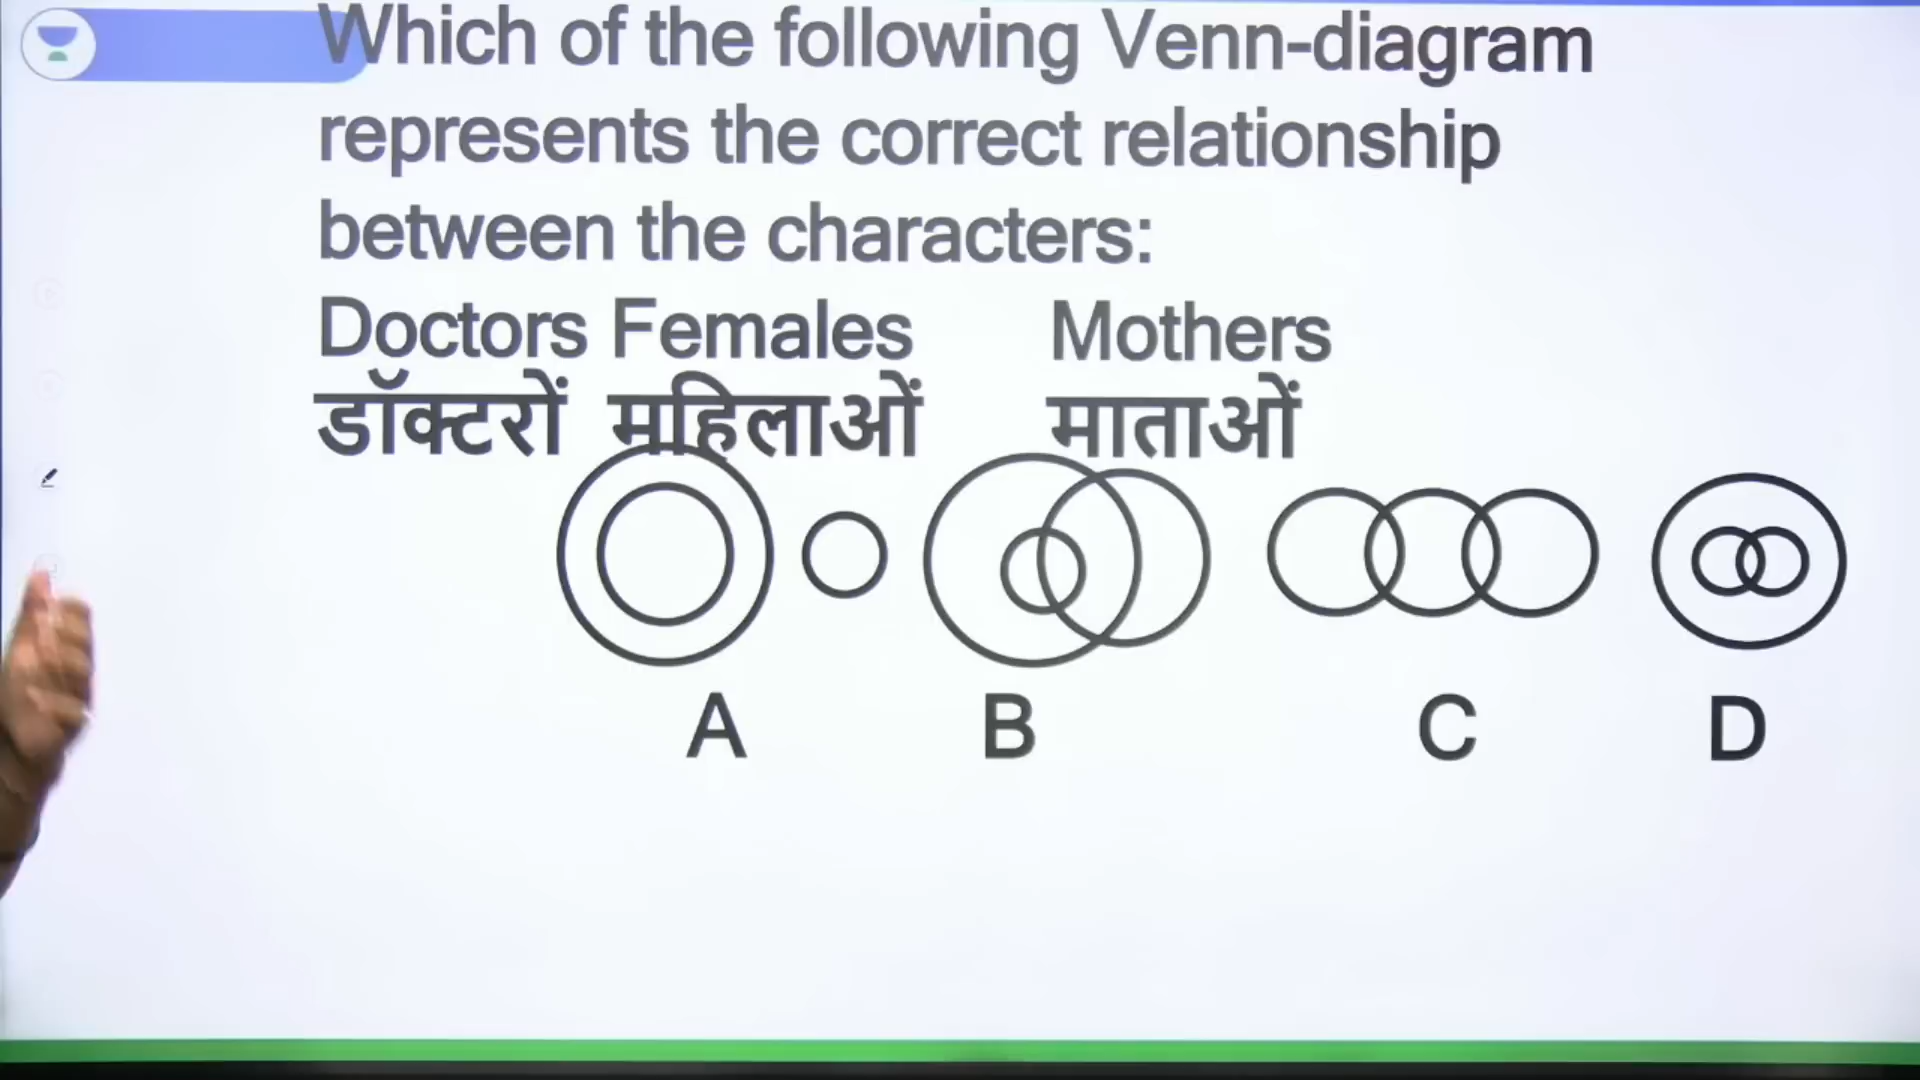 Which of the following Venn-diagram
represents the correct relationship
between the characters:
Doctors Females Mothers
डॉक्टरों महिलाओं माताओं
A B C D